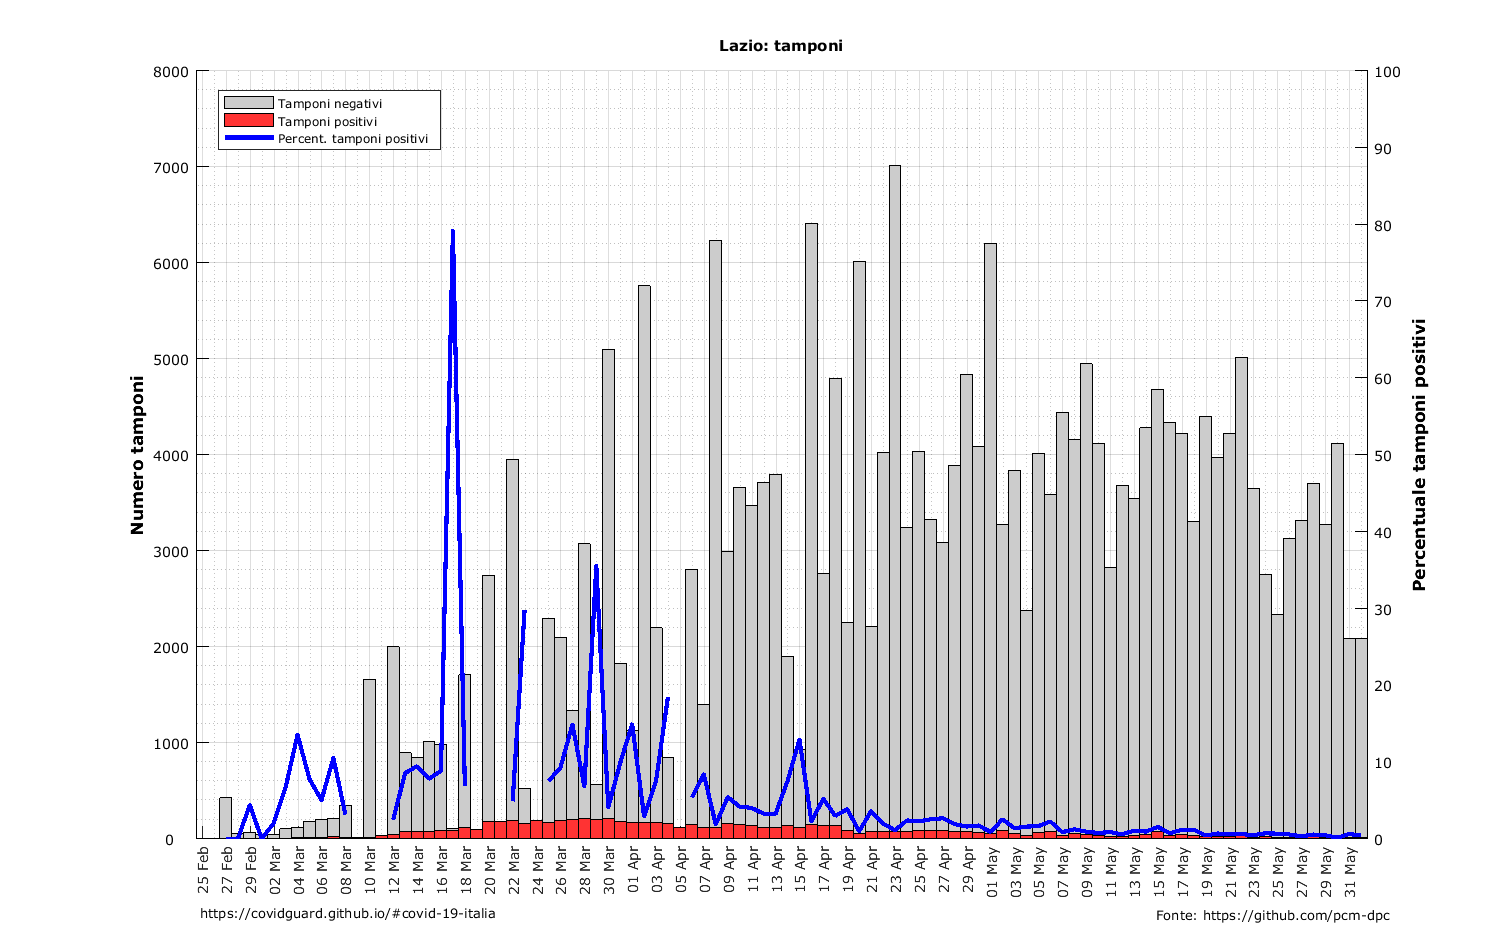 Lazio: tamponi
Tamponi negativi
Tamponi positivi
Percent. tamponi positivi
Numero tamponi
8000
7000
6000
5000
4000
3000
2000
1000
0
100
90
80
70
60
50
40
30
20
10
0
Percentuale tamponi positivi
25 Feb
27 Feb
29 Feb
02 Mar
04 Mar
06 Mar
08 Mar
10 Mar
12 Mar
14 Mar
16 Mar
18 Mar
20 Mar
22 Mar
24 Mar
26 Mar
28 Mar
30 Mar
01 Apr
03 Apr
05 Apr
07 Apr
09 Apr
11 Apr
13 Apr
15 Apr
17 Apr
19 Apr
21 Apr
23 Apr
25 Apr
27 Apr
29 Apr
01 May
03 May
05 May
07 May
09 May
11 May
13 May
15 May
17 May
19 May
21 May
23 May
25 May
27 May
29 May
31 May
https://covidguard.github.io/#covid-19-italia
Fonte: https://github.com/pcm-dpc